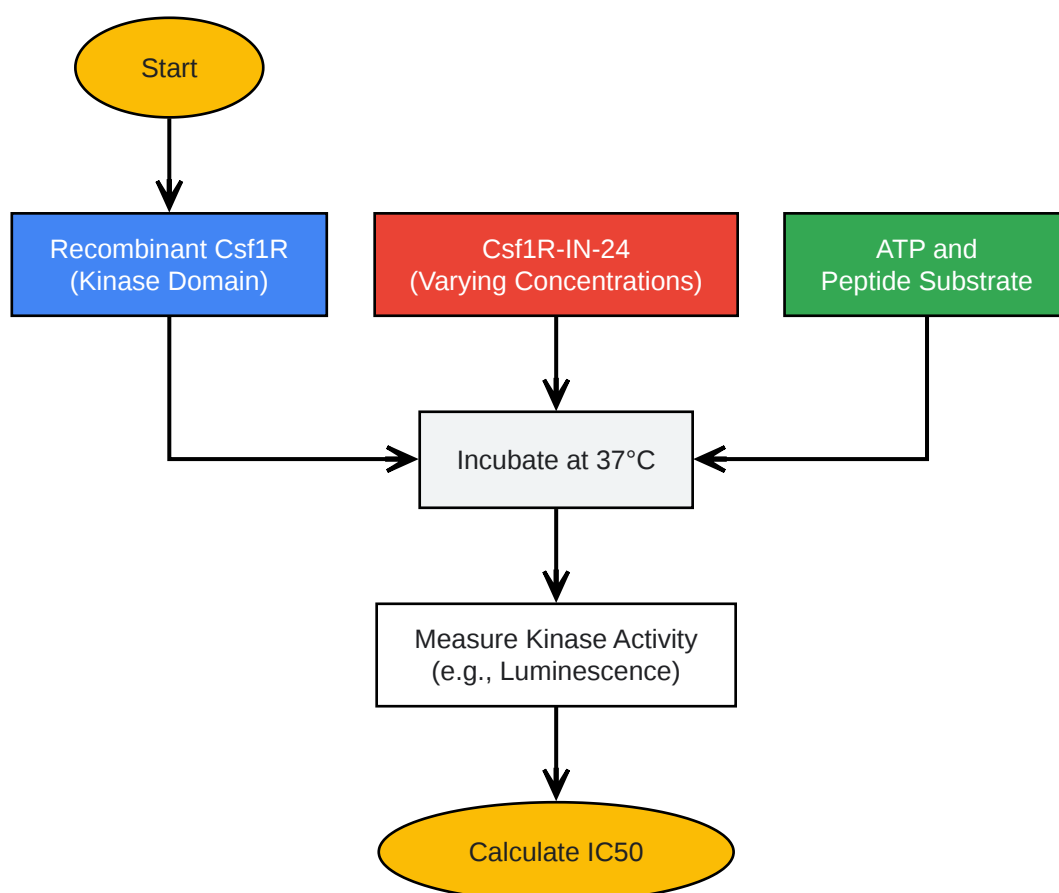 Start
Recombinant Csf1R
(Kinase Domain)
Csf1R-IN-24
(Varying Concentrations)
ATP and
Peptide Substrate
Incubate at 37°C
Measure Kinase Activity
(e.g., Luminescence)
Calculate IC50